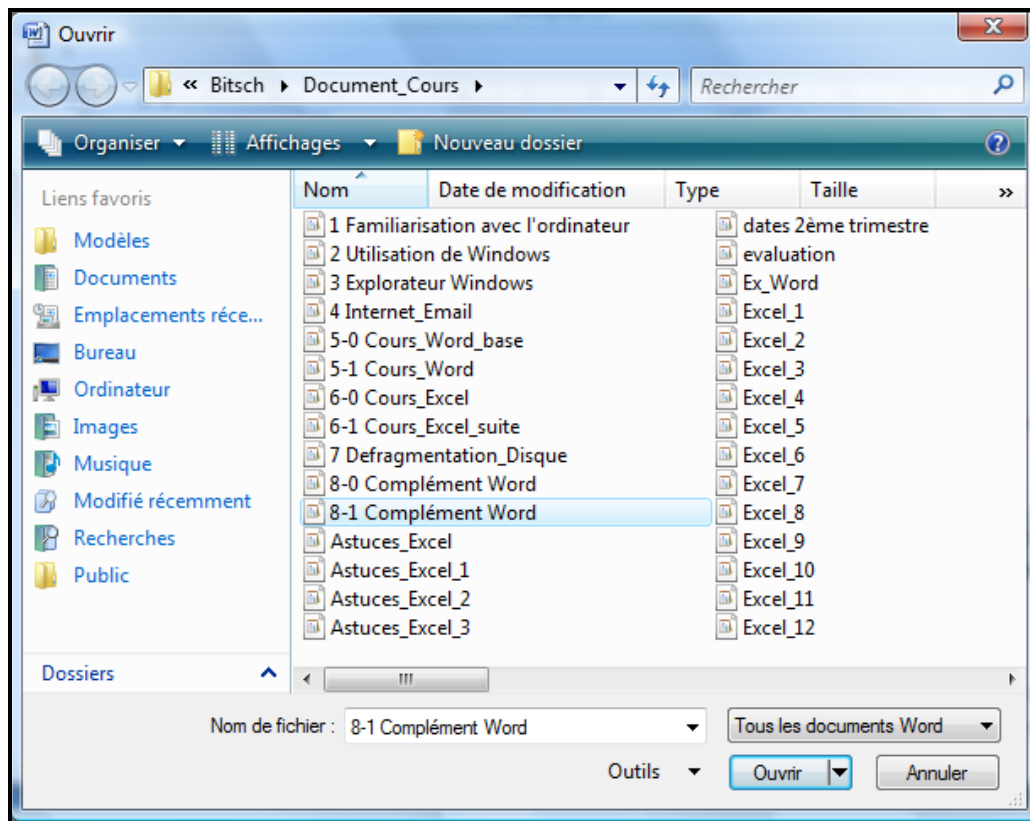 Ouvrir
« Bitsch Document_Cours Rechercher
Organiser Affichages Nouveau dossier
Liens favoris
Modèles
Documents
Emplacements réce...
Bureau
Ordinateur
Images
Musique
Modifié récemment
Recherches
Public
Dossiers
Nom Date de modification Type Taille »
1 Familiarisation avec l'ordinateur
2 Utilisation de Windows
3 Explorateur Windows
4 Internet_Email
5-0 Cours_Word_base
5-1 Cours_Word
6-0 Cours_Excel
6-1 Cours_Excel_suite
7 Defragmentation_Disque
8-0 Complément Word
8-1 Complément Word
Astuces_Excel
Astuces_Excel_1
Astuces_Excel_2
Astuces_Excel_3
dates 2ème trimestre
evaluation
Ex_Word
Excel_1
Excel_2
Excel_3
Excel_4
Excel_5
Excel_6
Excel_7
Excel_8
Excel_9
Excel_10
Excel_11
Excel_12
Nom de fichier : 8-1 Complément Word Tous les documents Word
Outils Ouvrir Annuler